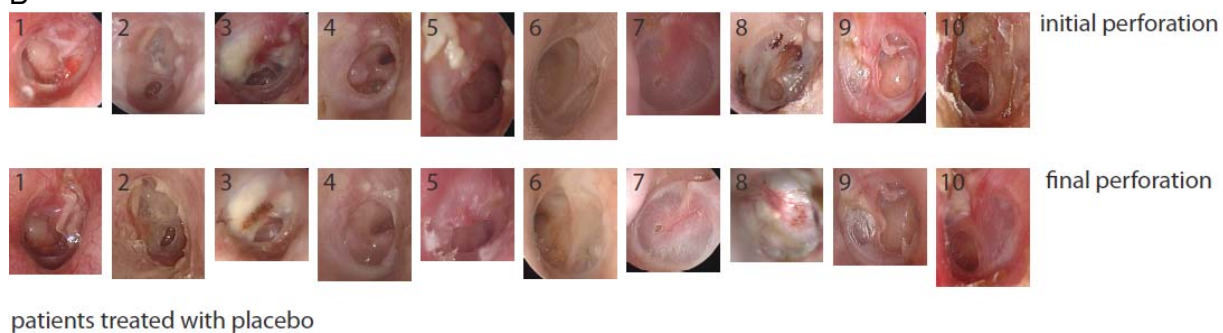 1 2 3 4 5 6 7 8 9 10 initial perforation
1 2 3 4 5 6 7 8 9 10 final perforation
patients treated with placebo